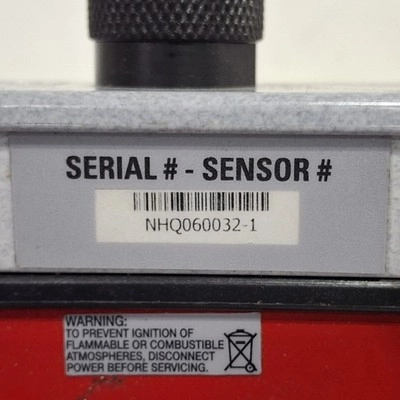 SERIAL # - SENSOR #
NHQ060032-1
WARNING:
TO PREVENT IGNITION OF
FLAMMABLE OR COMBUSTIBLE
ATMOSPHERES, DISCONNECT
POWER BEFORE SERVICING.